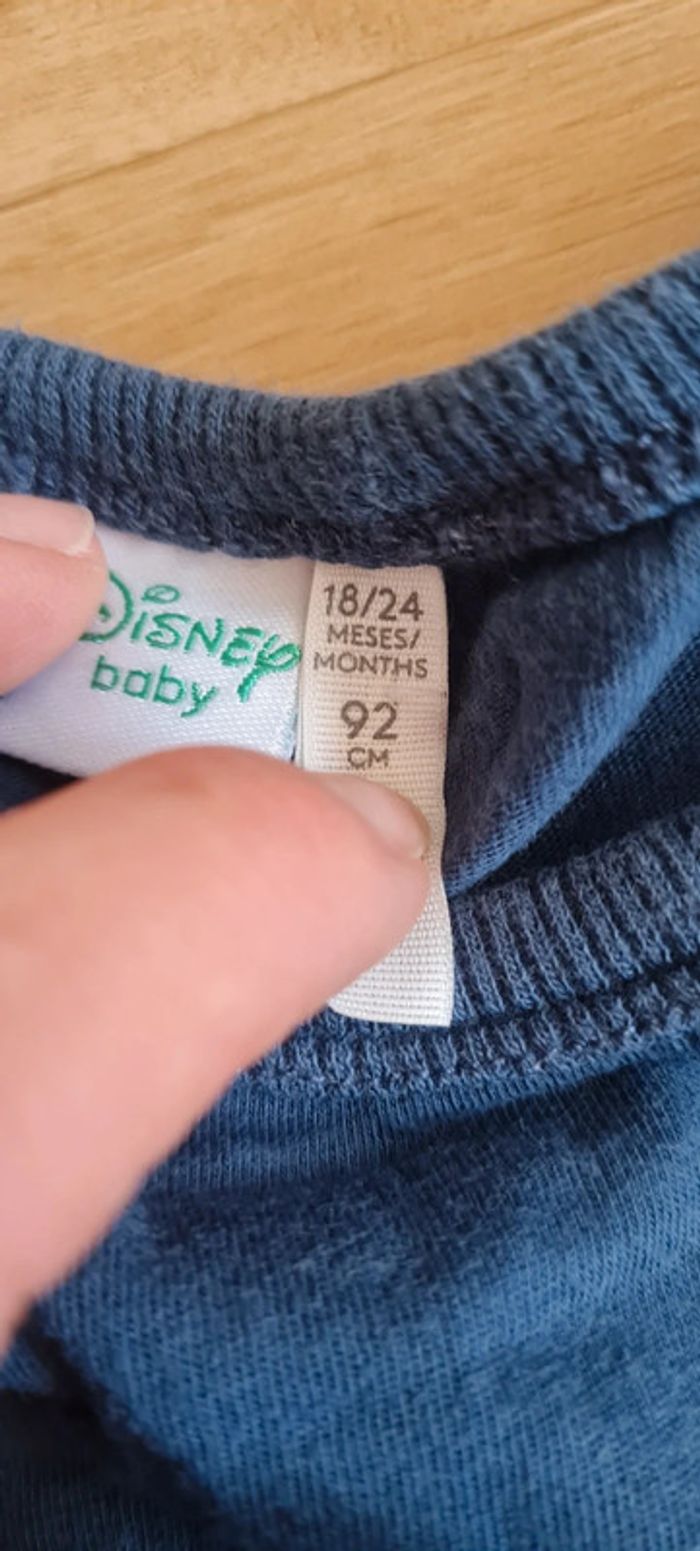 Disney
baby
18/24
MESES/
MONTHS
92
CM